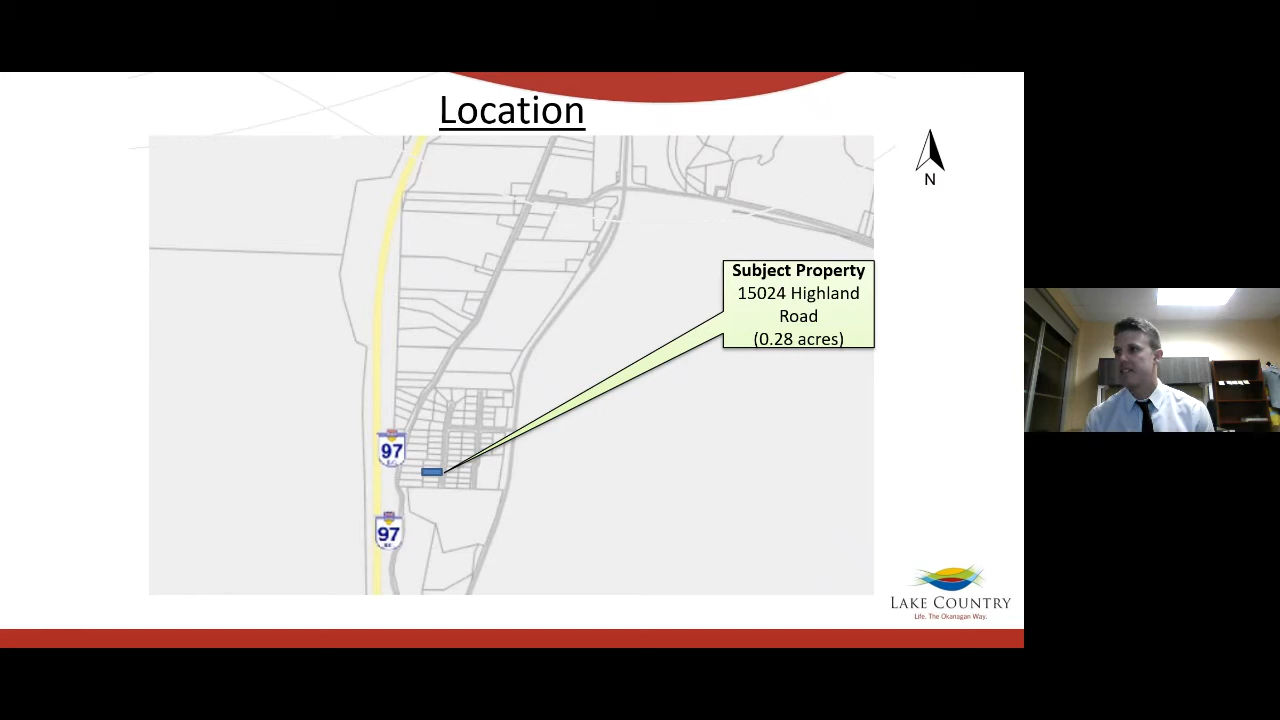 Location
N
Subject Property
15024 Highland
Road
(0.28 acres)
97
97
LAKE COUNTRY
Life. The Okanagan Way.